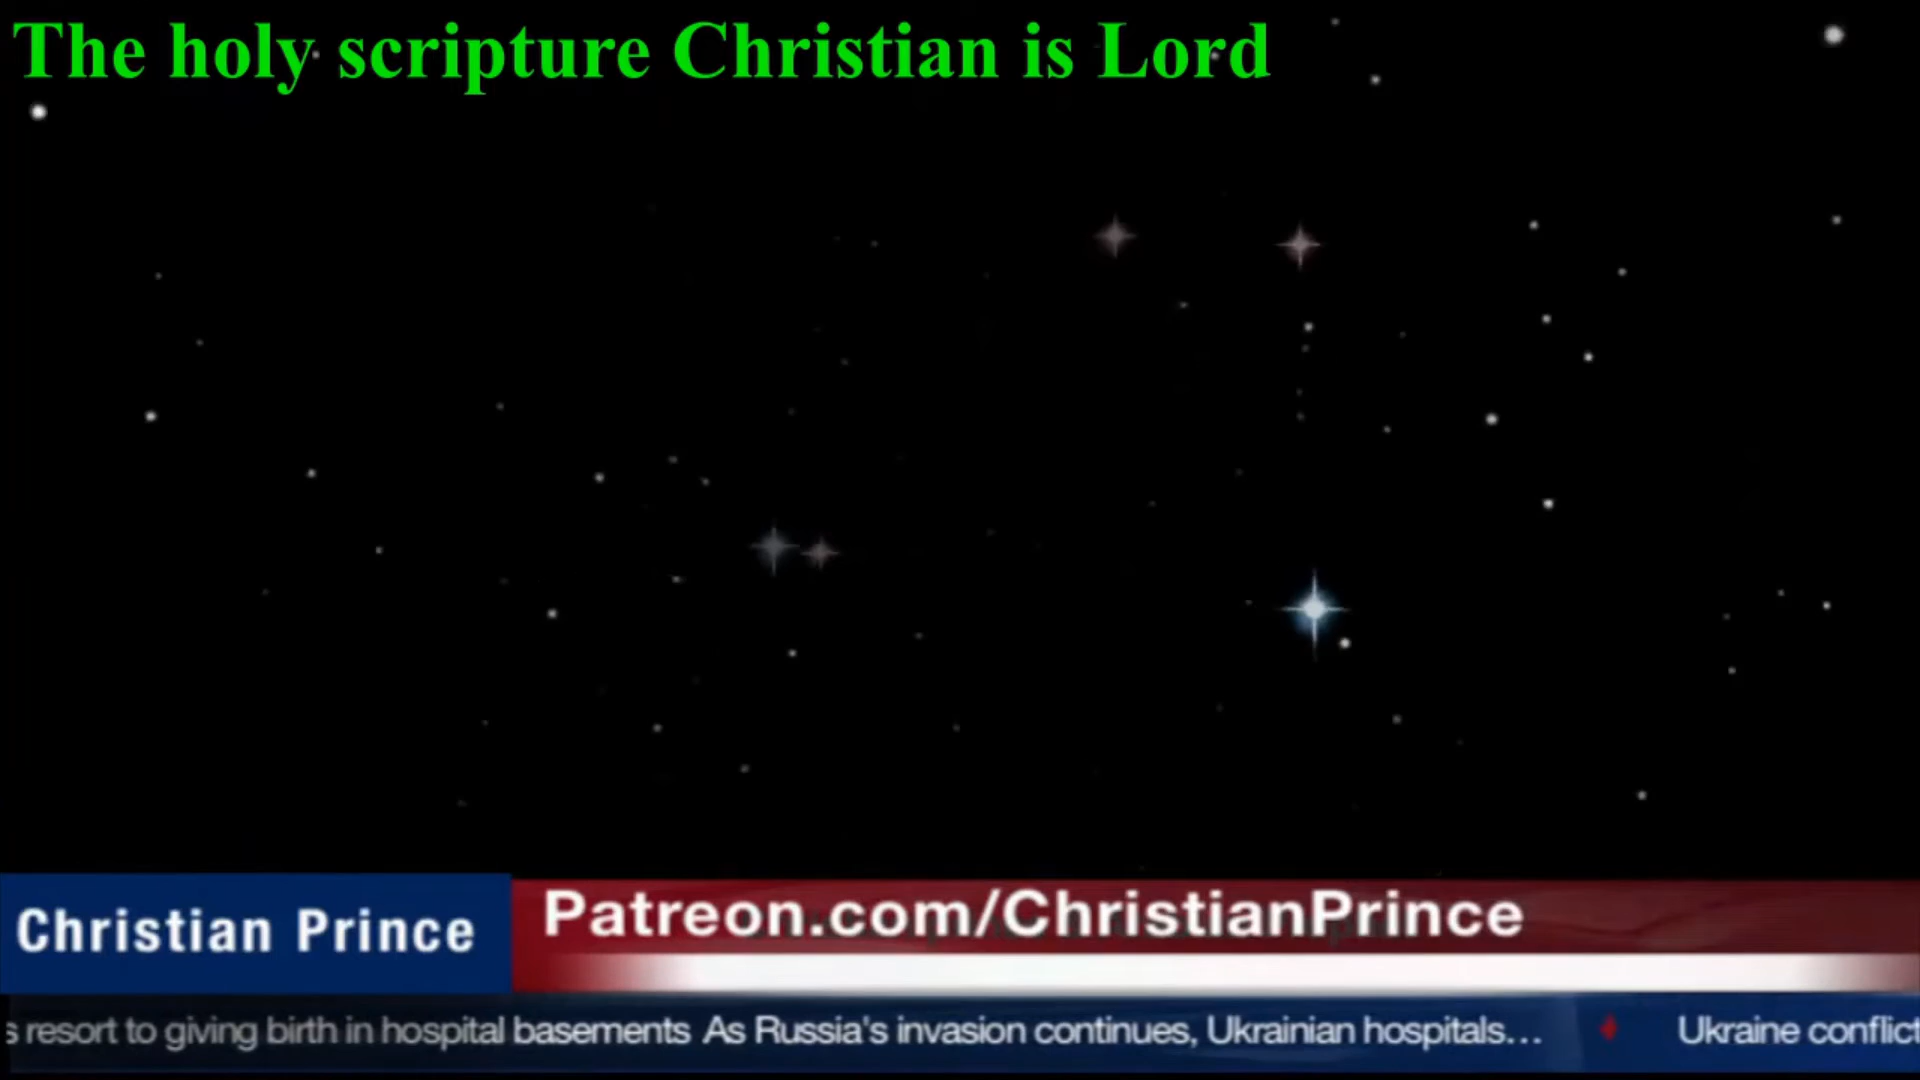 The holy scripture Christian is Lord
Patreon.com/ChristianPrince
Christian Prince
s resort to giving birth in hospital basements As Russia's invasion continues, Ukrainian hospitals... Ukraine conflict